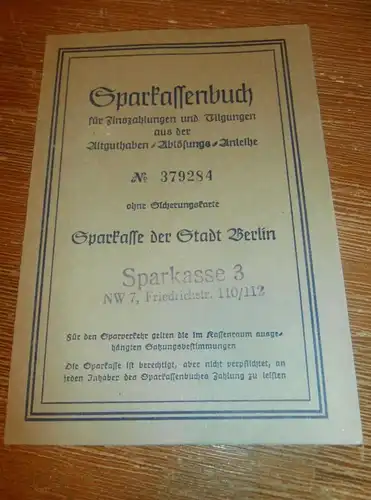 Sparkassenbuch
für Zinszahlungen und Tilgungen
aus der
Altguthaben-Ablösungs-Anleihe
№ 379284
ohne Sicherungskarte
Sparkasse der Stadt Berlin
Sparkasse 3
NW 7, Friedrichstr. 110/112
Für den Sparverkehr gelten die im Kassenraum ausge-
hängten Satzungsbestimmungen
Die Sparkasse ist berechtigt, aber nicht verpflichtet, an
jeden Inhaber des Sparkassenbuches Zahlung zu leisten